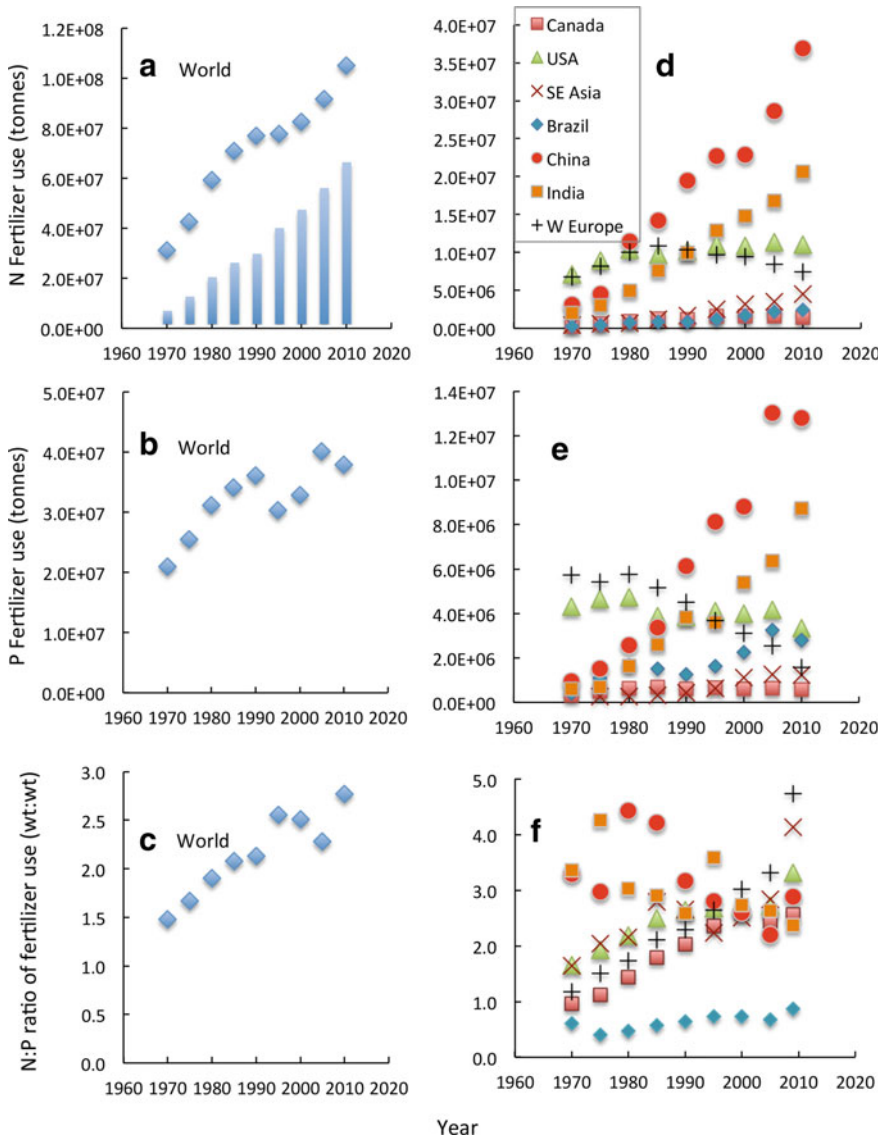 N Fertilizer use (tonnes)
1.2E+08
1.0E+08
8.0E+07
6.0E+07
4.0E+07
2.0E+07
0.0E+00
a World
1960 1970 1980 1990 2000 2010 2020
4.0E+07
3.5E+07
3.0E+07
2.5E+07
2.0E+07
1.5E+07
1.0E+07
5.0E+06
0.0E+00
Canada
USA
SE Asia
Brazil
China
India
W Europe
d
1960 1970 1980 1990 2000 2010 2020
P Fertilizer use (tonnes)
5.0E+07
4.0E+07
3.0E+07
2.0E+07
1.0E+07
0.0E+00
b World
1960 1970 1980 1990 2000 2010 2020
1.4E+07
1.2E+07
1.0E+07
8.0E+06
6.0E+06
4.0E+06
2.0E+06
0.0E+00
e
1960 1970 1980 1990 2000 2010 2020
N:P ratio of fertilizer use (wt:wt)
3.0
2.5
2.0
1.5
1.0
0.5
0.0
c World
1960 1970 1980 1990 2000 2010 2020
5.0
4.0
3.0
2.0
1.0
0.0
f
1960 1970 1980 1990 2000 2010 2020
Year